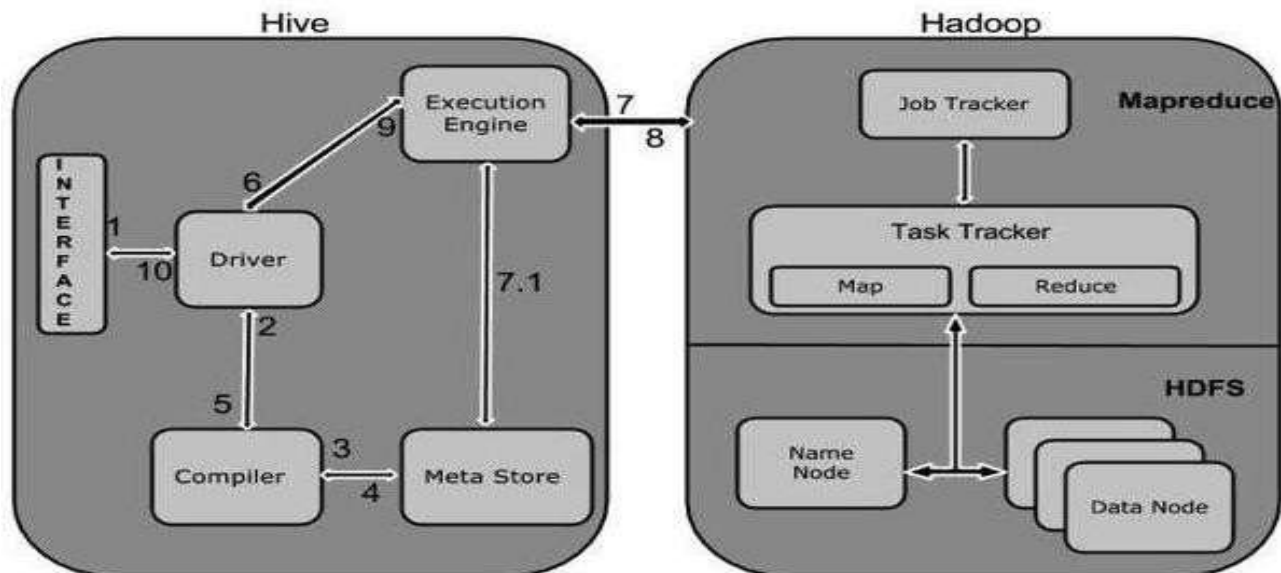 Hive
Hadoop
Execution
Engine
INTERFACE
Driver
Compiler
Meta Store
1
10
2
5
3
4
6
9
7
8
7.1
Job Tracker
Mapreduce
Task Tracker
Map
Reduce
HDFS
Name
Node
Data Node